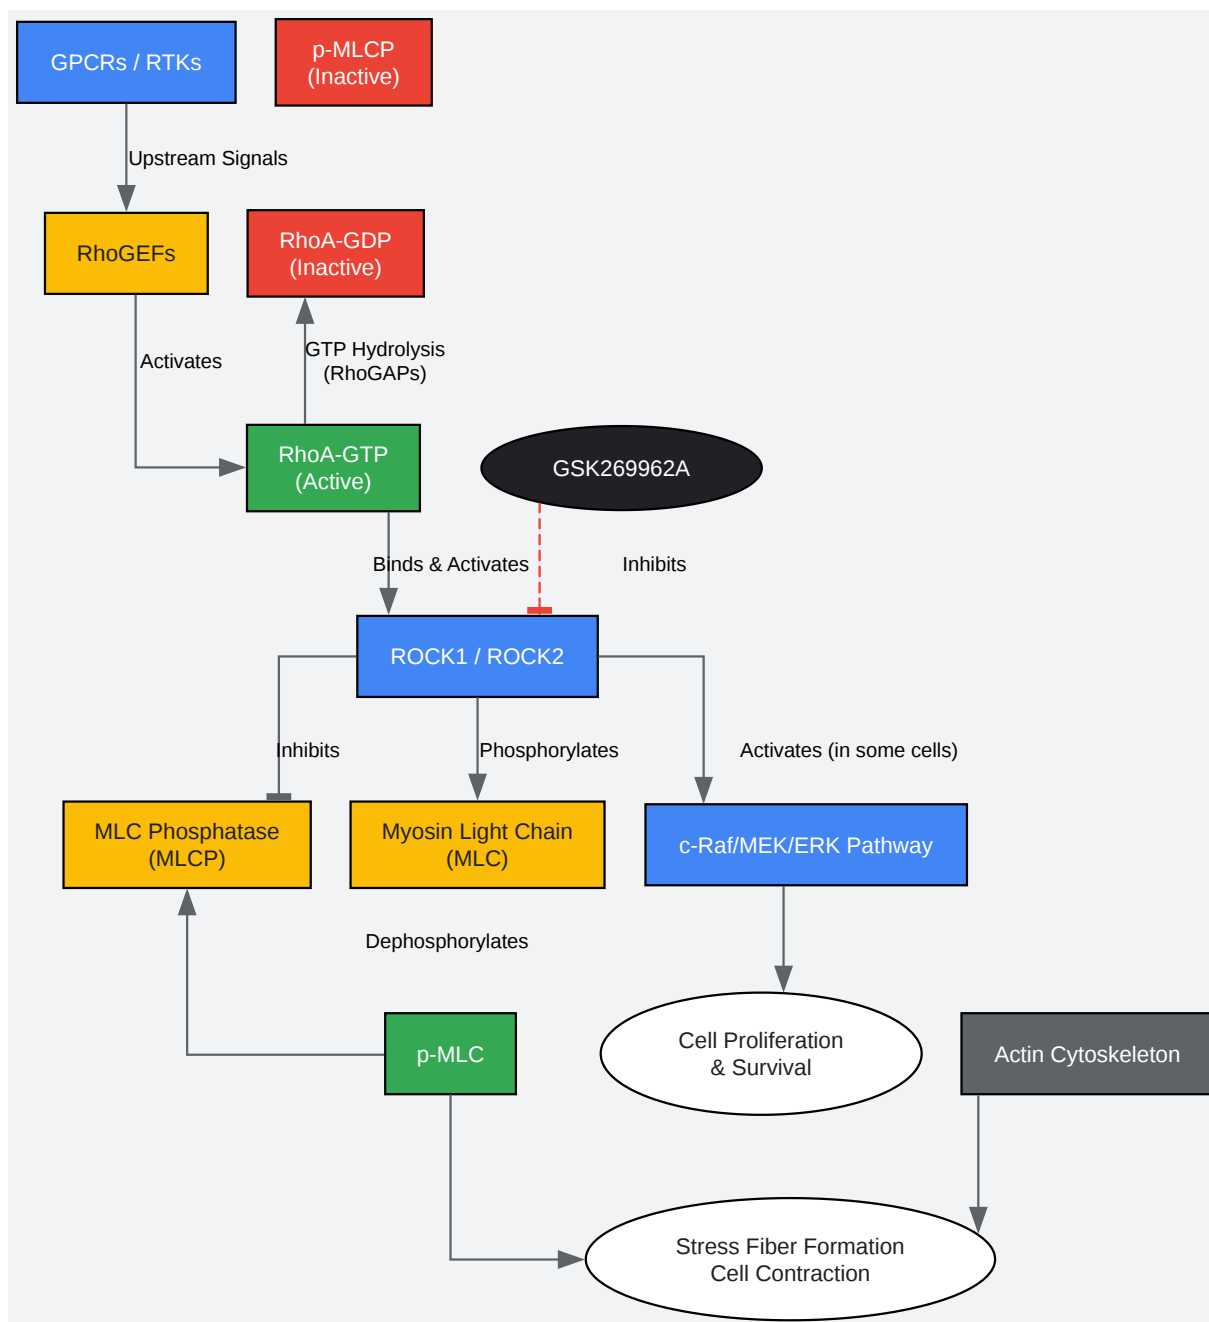 GPCRs / RTKs
p-MLCP
(Inactive)
Upstream Signals
RhoGEFs
RhoA-GDP
(Inactive)
Activates
GTP Hydrolysis
(RhoGAPs)
RhoA-GTP
(Active)
GSK269962A
Binds & Activates
Inhibits
ROCK1 / ROCK2
Inhibits
Phosphorylates
Activates (in some cells)
MLC Phosphatase
(MLCP)
Myosin Light Chain
(MLC)
c-Raf/MEK/ERK Pathway
Dephosphorylates
p-MLC
Cell Proliferation
& Survival
Actin Cytoskeleton
Stress Fiber Formation
Cell Contraction